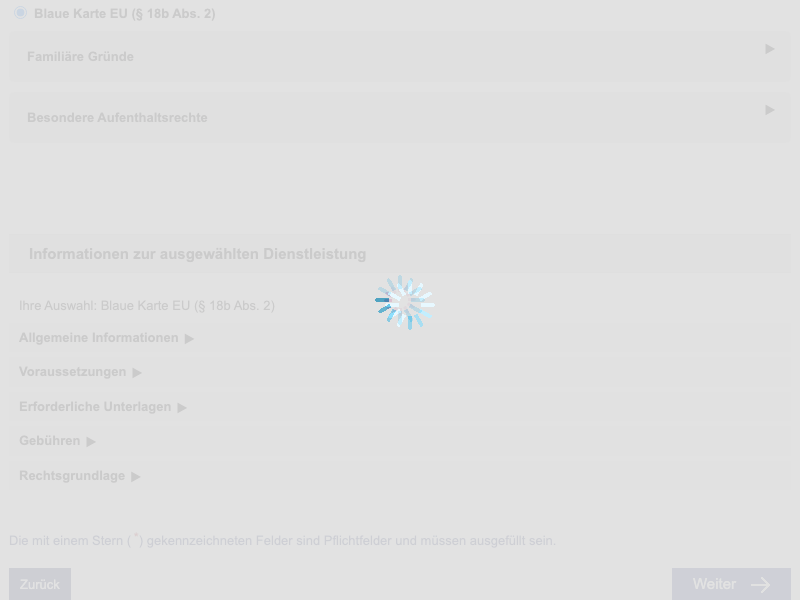 Blaue Karte EU (§ 18b Abs. 2)
Familiäre Gründe
Besondere Aufenthaltsrechte
Informationen zur ausgewählten Dienstleistung
Ihre Auswahl: Blaue Karte EU (§ 18b Abs. 2)
Allgemeine Informationen
Voraussetzungen
Erforderliche Unterlagen
Gebühren
Rechtsgrundlage
Die mit einem Stern ( * ) gekennzeichneten Felder sind Pflichtfelder und müssen ausgefüllt sein.
Zurück
Weiter